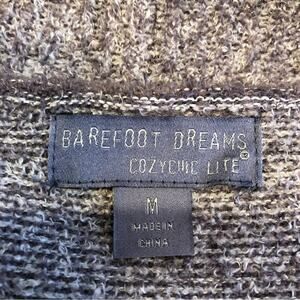 BAREFOOT DREAMS
COZYCHIC LITE©
M
MADE IN
CHINA